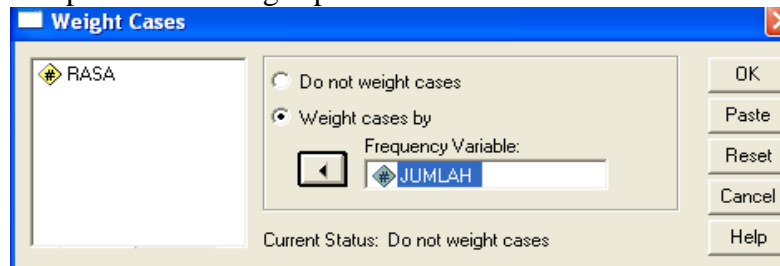 Weight Cases
RASA
Do not weight cases
Weight cases by
Frequency Variable:
JUMLAH
Current Status: Do not weight cases
OK
Paste
Reset
Cancel
Help